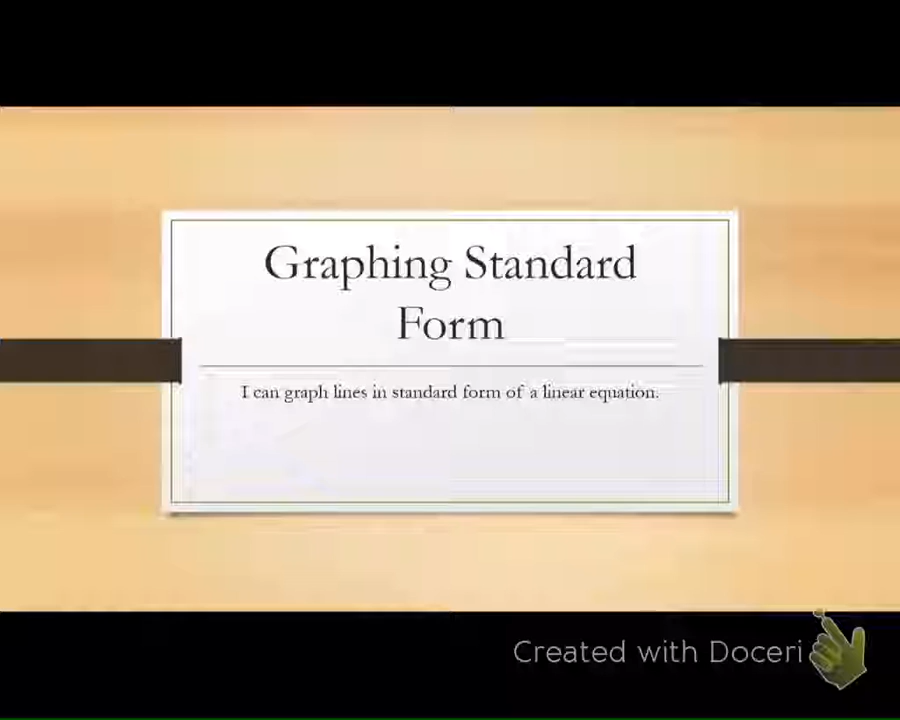 Graphing Standard
Form
I can graph lines in standard form of a linear equation.
Created with Doceri